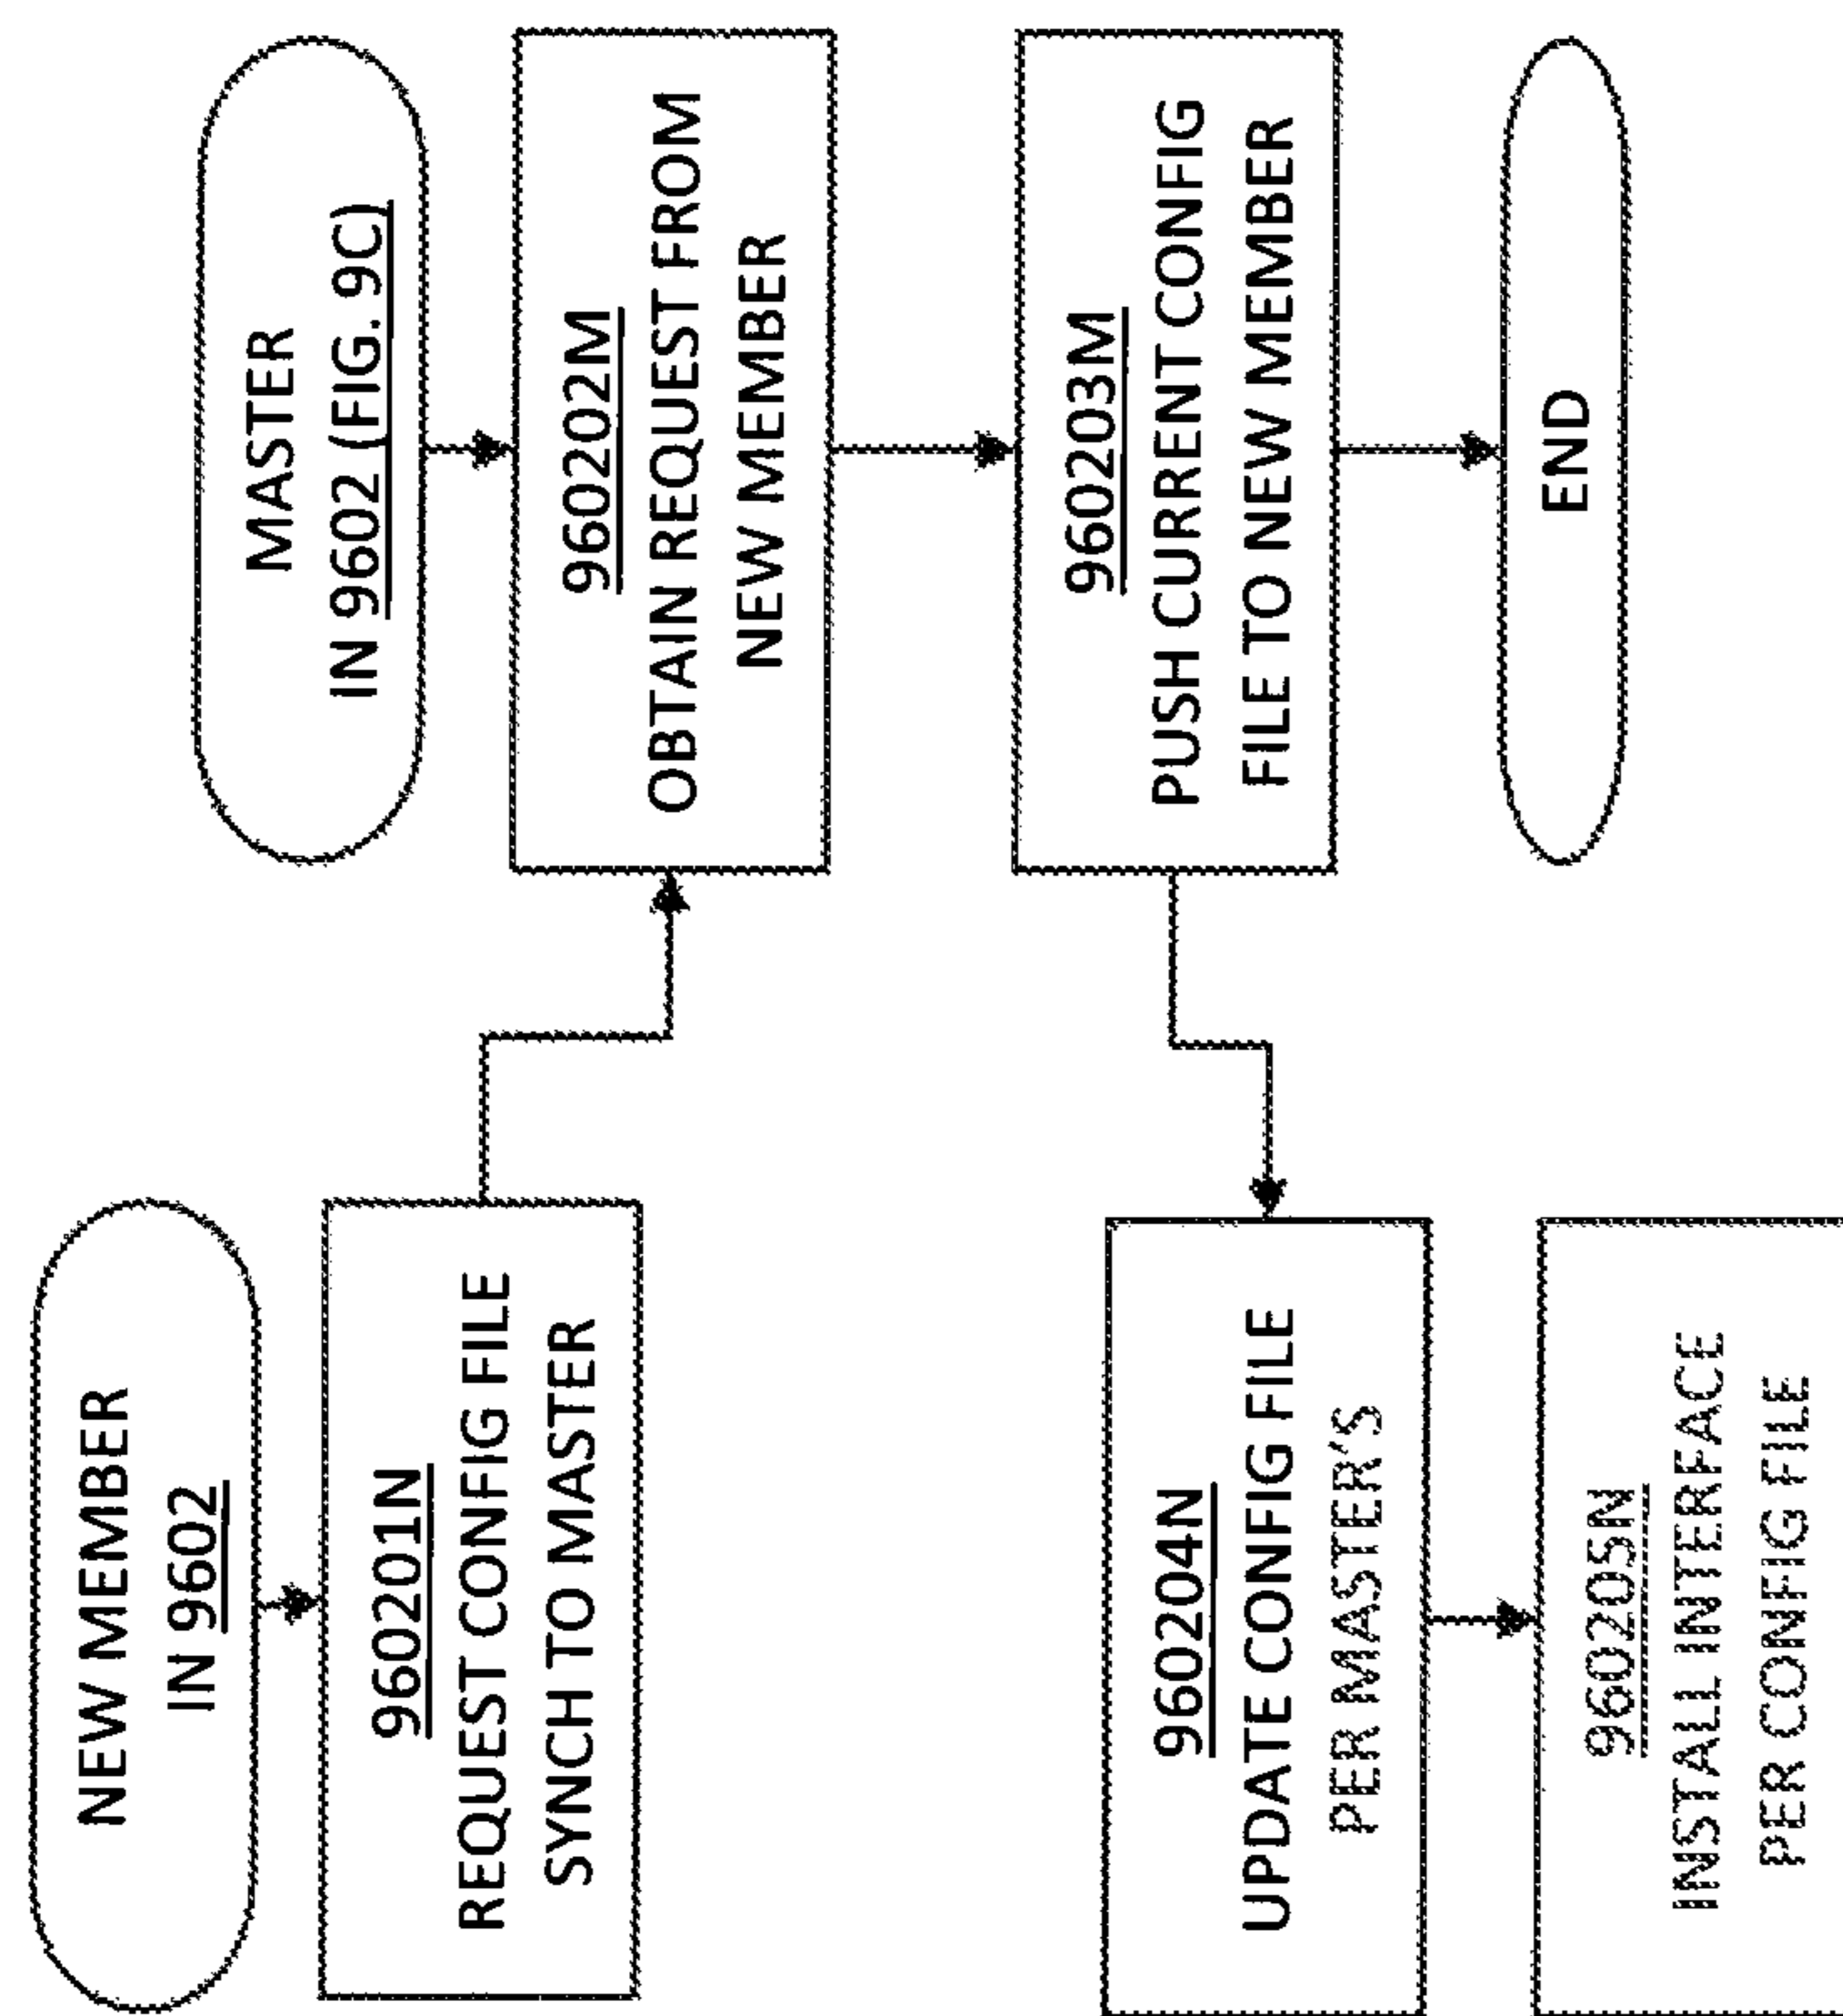 NEW MEMBER
IN 9602
960201N
REQUEST CONFIG FILE
SYNCH TO MASTER
960204N
UPDATE CONFIG FILE
PER MASTER'S
960205N
INSTALL INTERFACE
PER CONFIG FILE
MASTER
IN 9602 (FIG. 9C)
960202M
OBTAIN REQUEST FROM
NEW MEMBER
960203M
PUSH CURRENT CONFIG
FILE TO NEW MEMBER
END